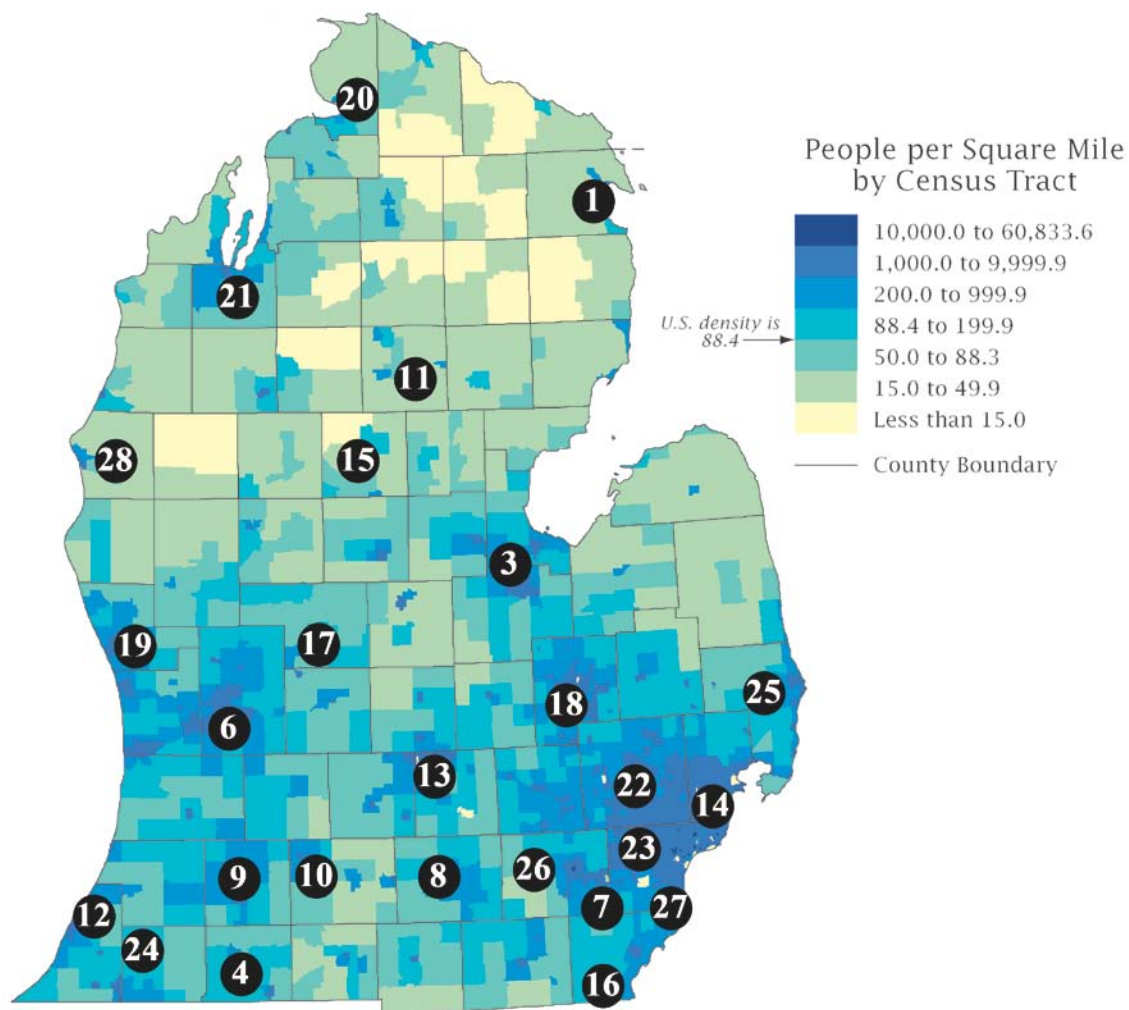 20
1
21
11
28
15
3
19
17
25
18
6
13
22
14
23
9
10
8
26
12
7
27
24
4
16
People per Square Mile
by Census Tract
10,000.0 to 60,833.6
1,000.0 to 9,999.9
200.0 to 999.9
88.4 to 199.9
50.0 to 88.3
15.0 to 49.9
Less than 15.0
County Boundary
U.S. density is
88.4